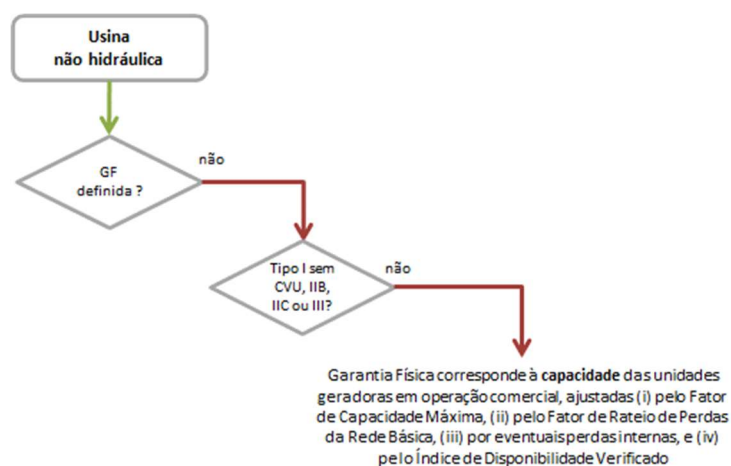 Usina
não hidráulica
não
GF
definida ?
Tipo I sem
CVU, IIB,
IIC ou III?
não
Garantia Física corresponde à capacidade das unidades
geradoras em operação comercial, ajustadas (i) pelo Fator
de Capacidade Máxima, (ii) pelo Fator de Rateio de Perdas
da Rede Básica, (iii) por eventuais perdas internas, e (iv)
pelo Índice de Disponibilidade Verificado